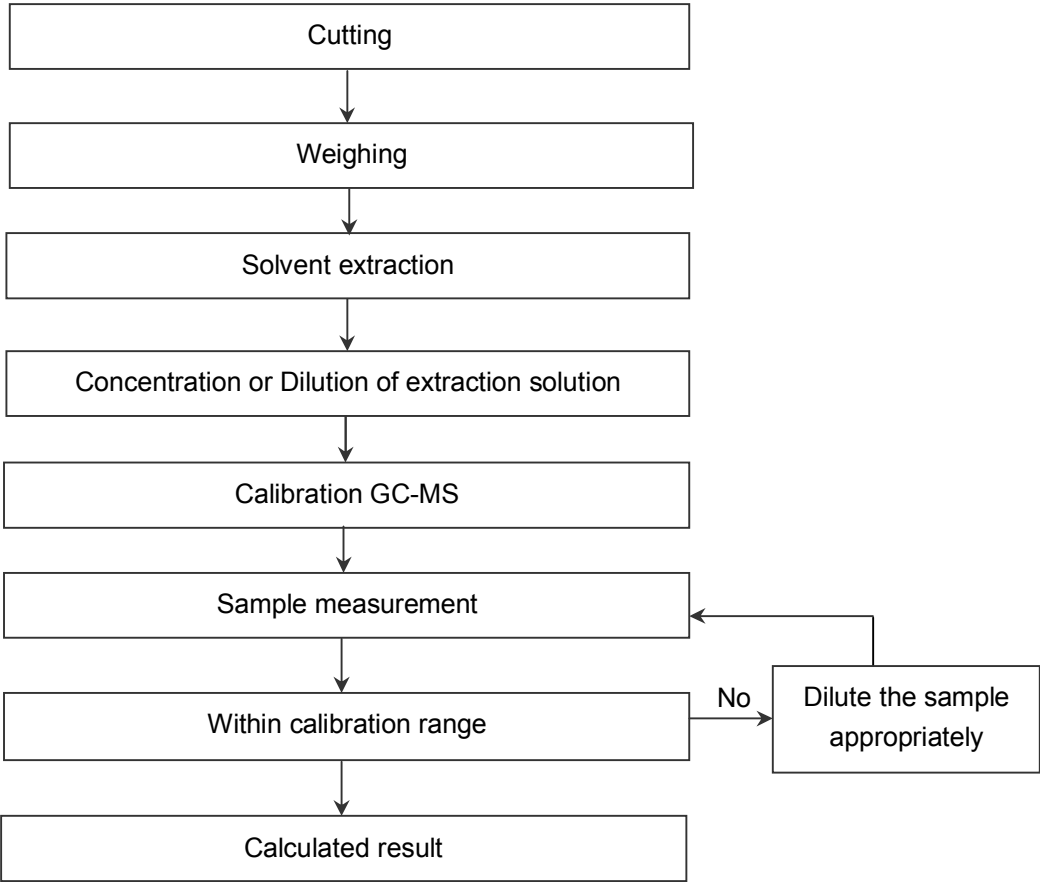 Cutting
Weighing
Solvent extraction
Concentration or Dilution of extraction solution
Calibration GC-MS
Sample measurement
Within calibration range
No
Dilute the sample
appropriately
Calculated result